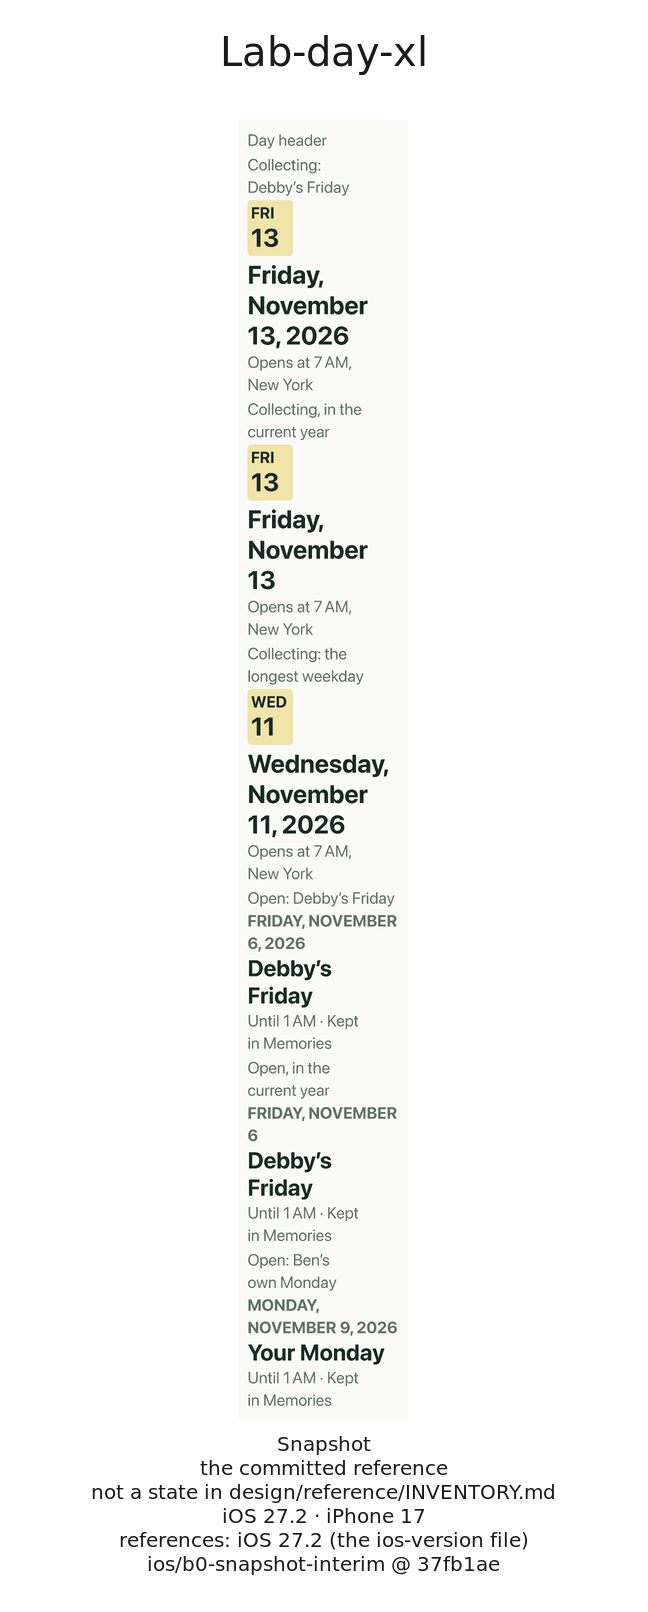 Lab-day-xl
Day header
Collecting:
Debby’s Friday
FRI
13
Friday,
November
13, 2026
Opens at 7 AM,
New York
Collecting, in the
current year
FRI
13
Friday,
November
13
Opens at 7 AM,
New York
Collecting: the
longest weekday
WED
11
Wednesday,
November
11, 2026
Opens at 7 AM,
New York
Open: Debby’s Friday
FRIDAY, NOVEMBER
6, 2026
Debby’s
Friday
Until 1 AM · Kept
in Memories
Open, in the
current year
FRIDAY, NOVEMBER
6
Debby’s
Friday
Until 1 AM · Kept
in Memories
Open: Ben’s
own Monday
MONDAY,
NOVEMBER 9, 2026
Your Monday
Until 1 AM · Kept
in Memories
Snapshot
the committed reference
not a state in design/reference/INVENTORY.md
iOS 27.2 · iPhone 17
references: iOS 27.2 (the ios-version file)
ios/b0-snapshot-interim @ 37fb1ae